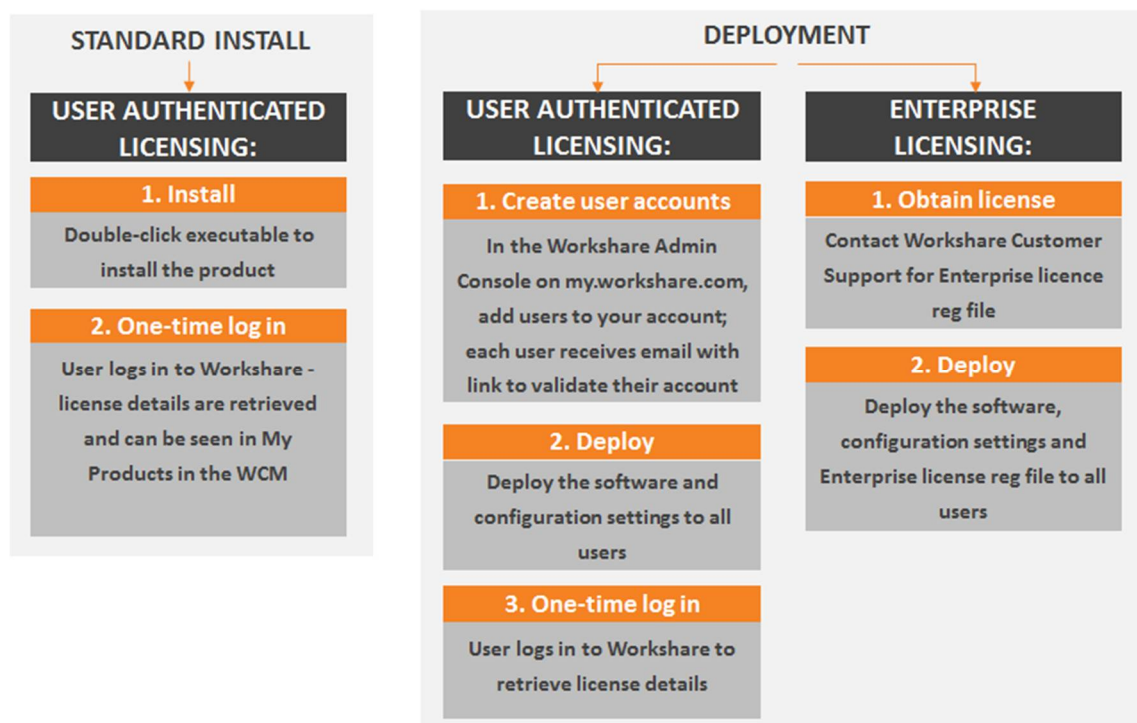 STANDARD INSTALL
USER AUTHENTICATED
LICENSING:
1. Install
Double-click executable to
install the product
2. One-time log in
User logs in to Workshare -
license details are retrieved
and can be seen in My
Products in the WCM
DEPLOYMENT
USER AUTHENTICATED
LICENSING:
1. Create user accounts
In the Workshare Admin
Console on my.workshare.com,
add users to your account;
each user receives email with
link to validate their account
2. Deploy
Deploy the software and
configuration settings to all
users
3. One-time log in
User logs in to Workshare to
retrieve license details
ENTERPRISE
LICENSING:
1. Obtain license
Contact Workshare Customer
Support for Enterprise licence
reg file
2. Deploy
Deploy the software,
configuration settings and
Enterprise license reg file to all
users